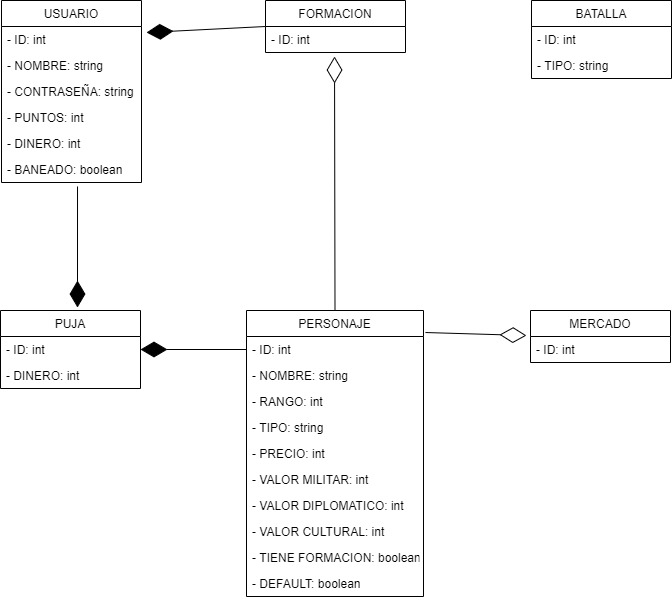 USUARIO
- ID: int
- NOMBRE: string
- CONTRASEÑA: string
- PUNTOS: int
- DINERO: int
- BANEADO: boolean
FORMACION
- ID: int
BATALLA
- ID: int
- TIPO: string
PUJA
- ID: int
- DINERO: int
PERSONAJE
- ID: int
- NOMBRE: string
- RANGO: int
- TIPO: string
- PRECIO: int
- VALOR MILITAR: int
- VALOR DIPLOMATICO: int
- VALOR CULTURAL: int
- TIENE FORMACION: boolean
- DEFAULT: boolean
MERCADO
- ID: int